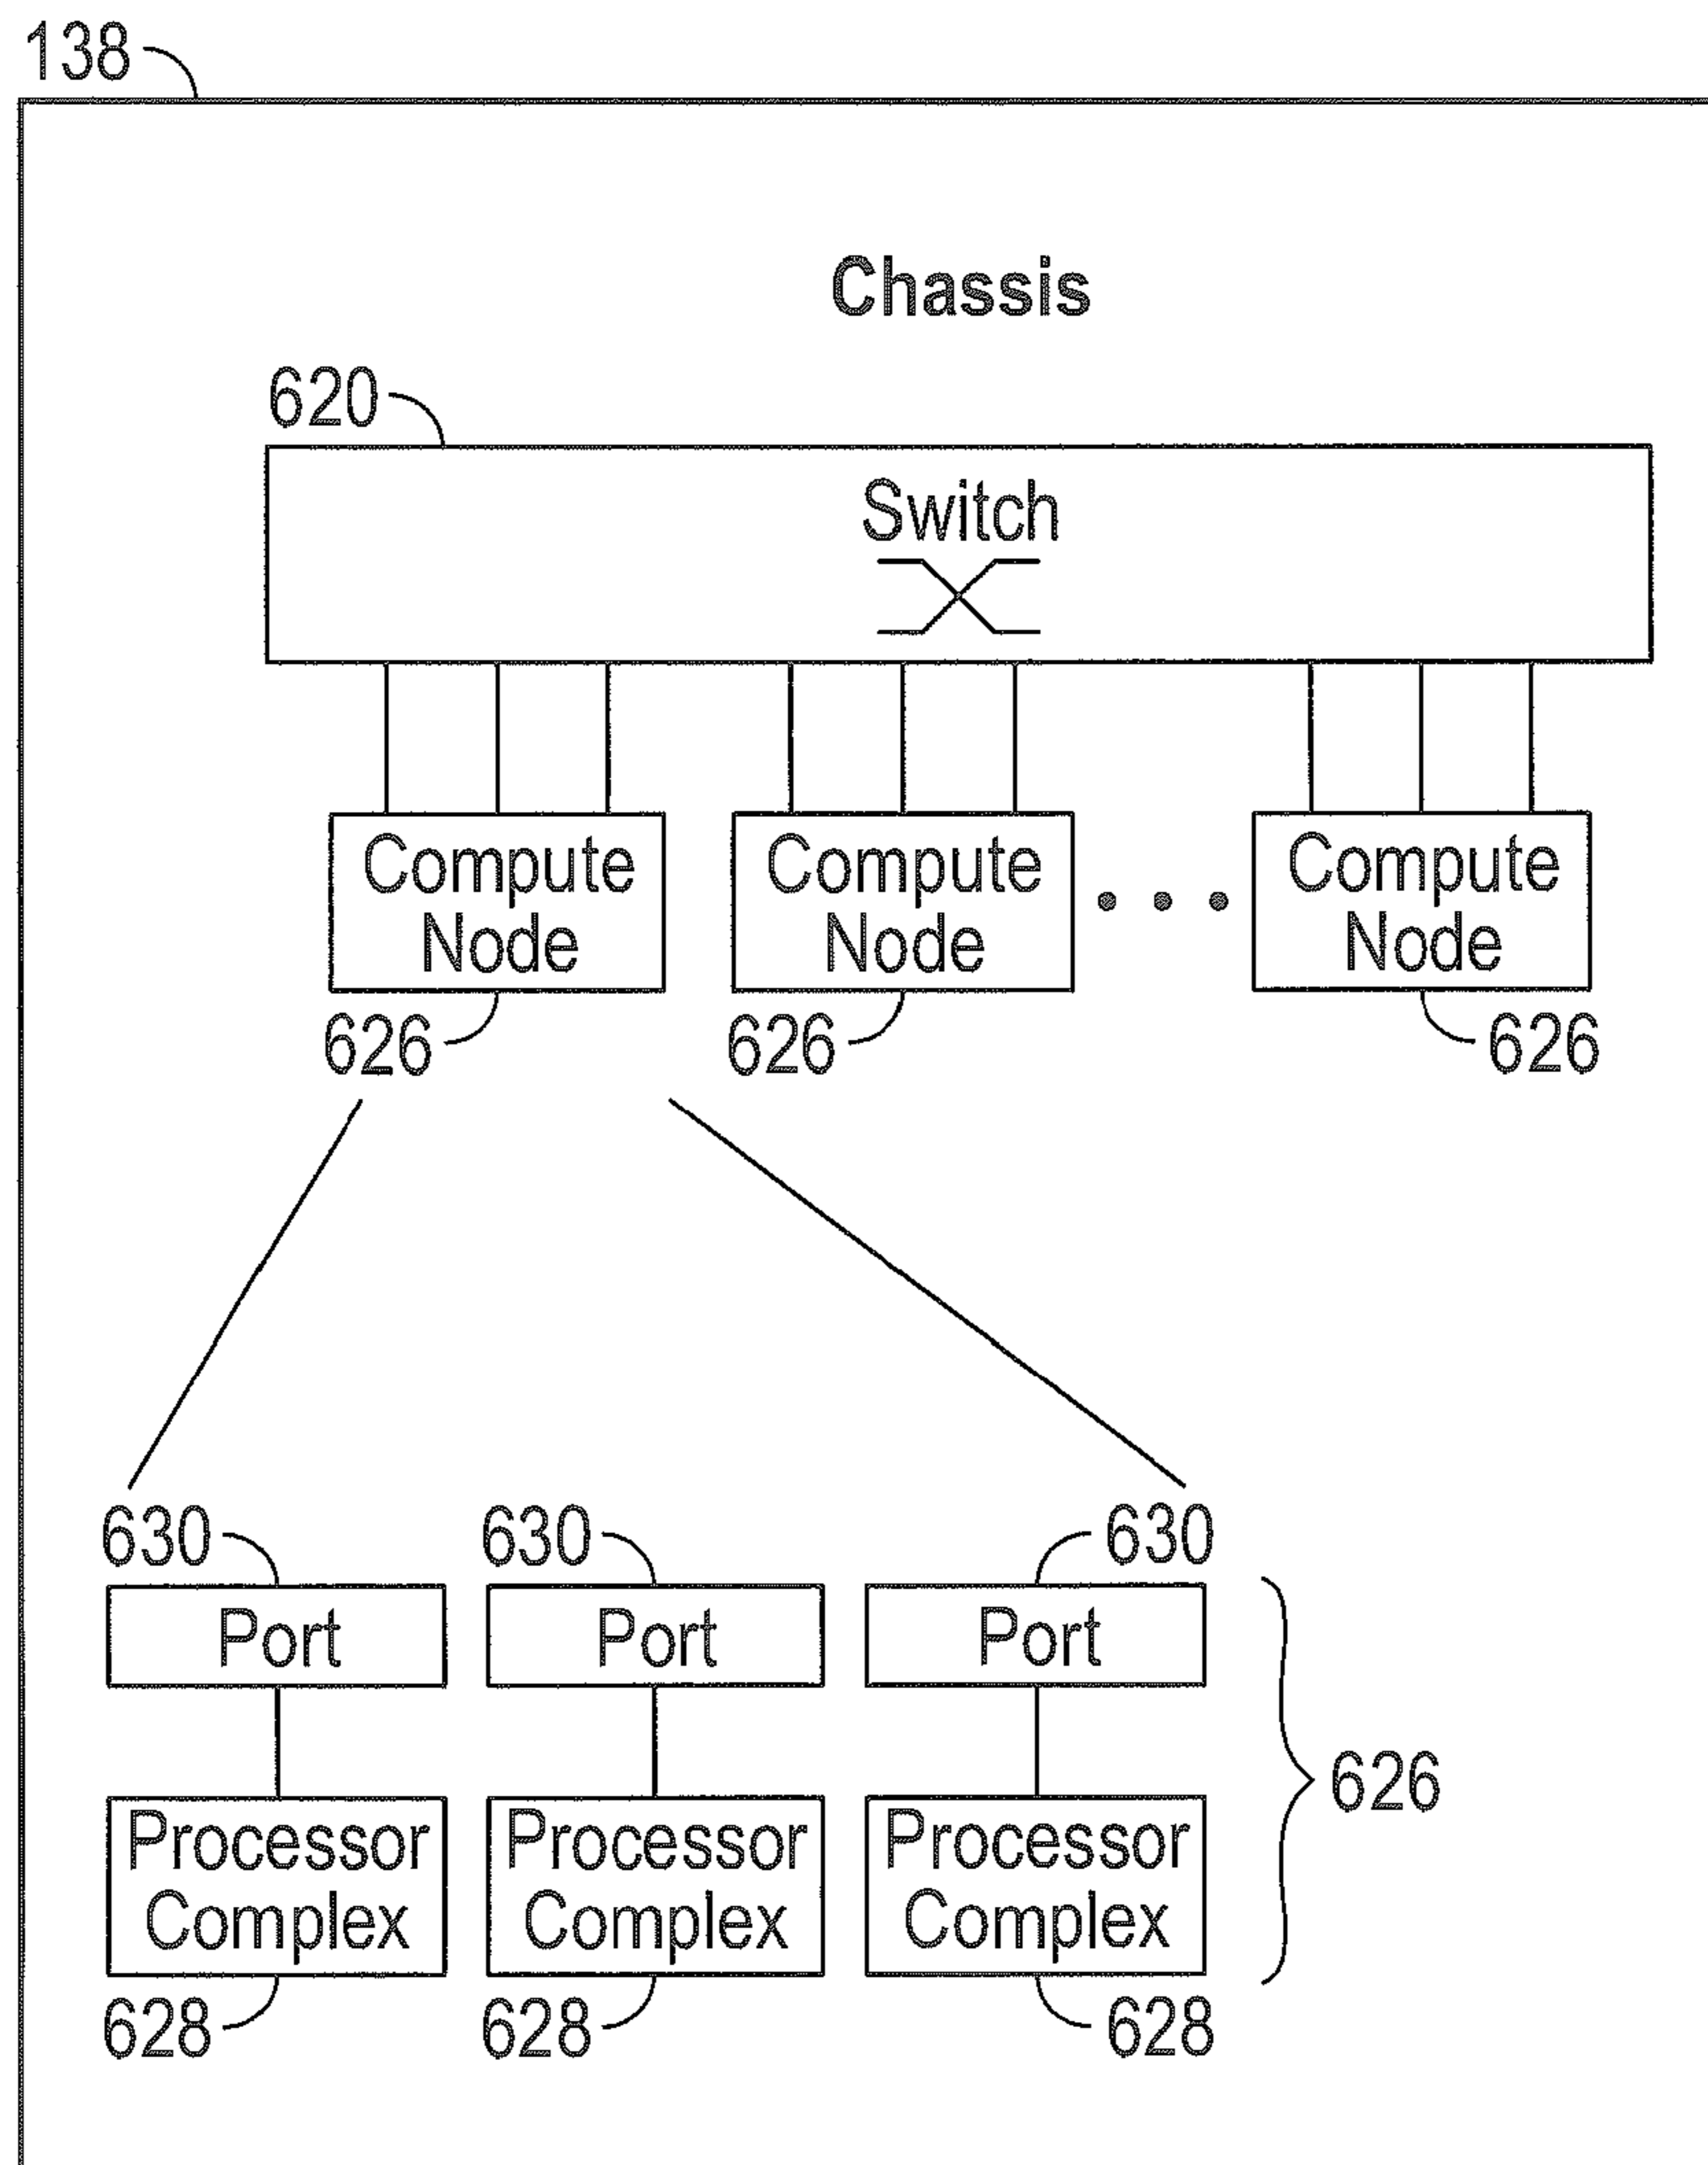 138
Chassis
620
Switch
Compute
Node
Compute
Node
Compute
Node
626
626
626
630
630
630
Port
Port
Port
626
Processor
Complex
Processor
Complex
Processor
Complex
628
628
628